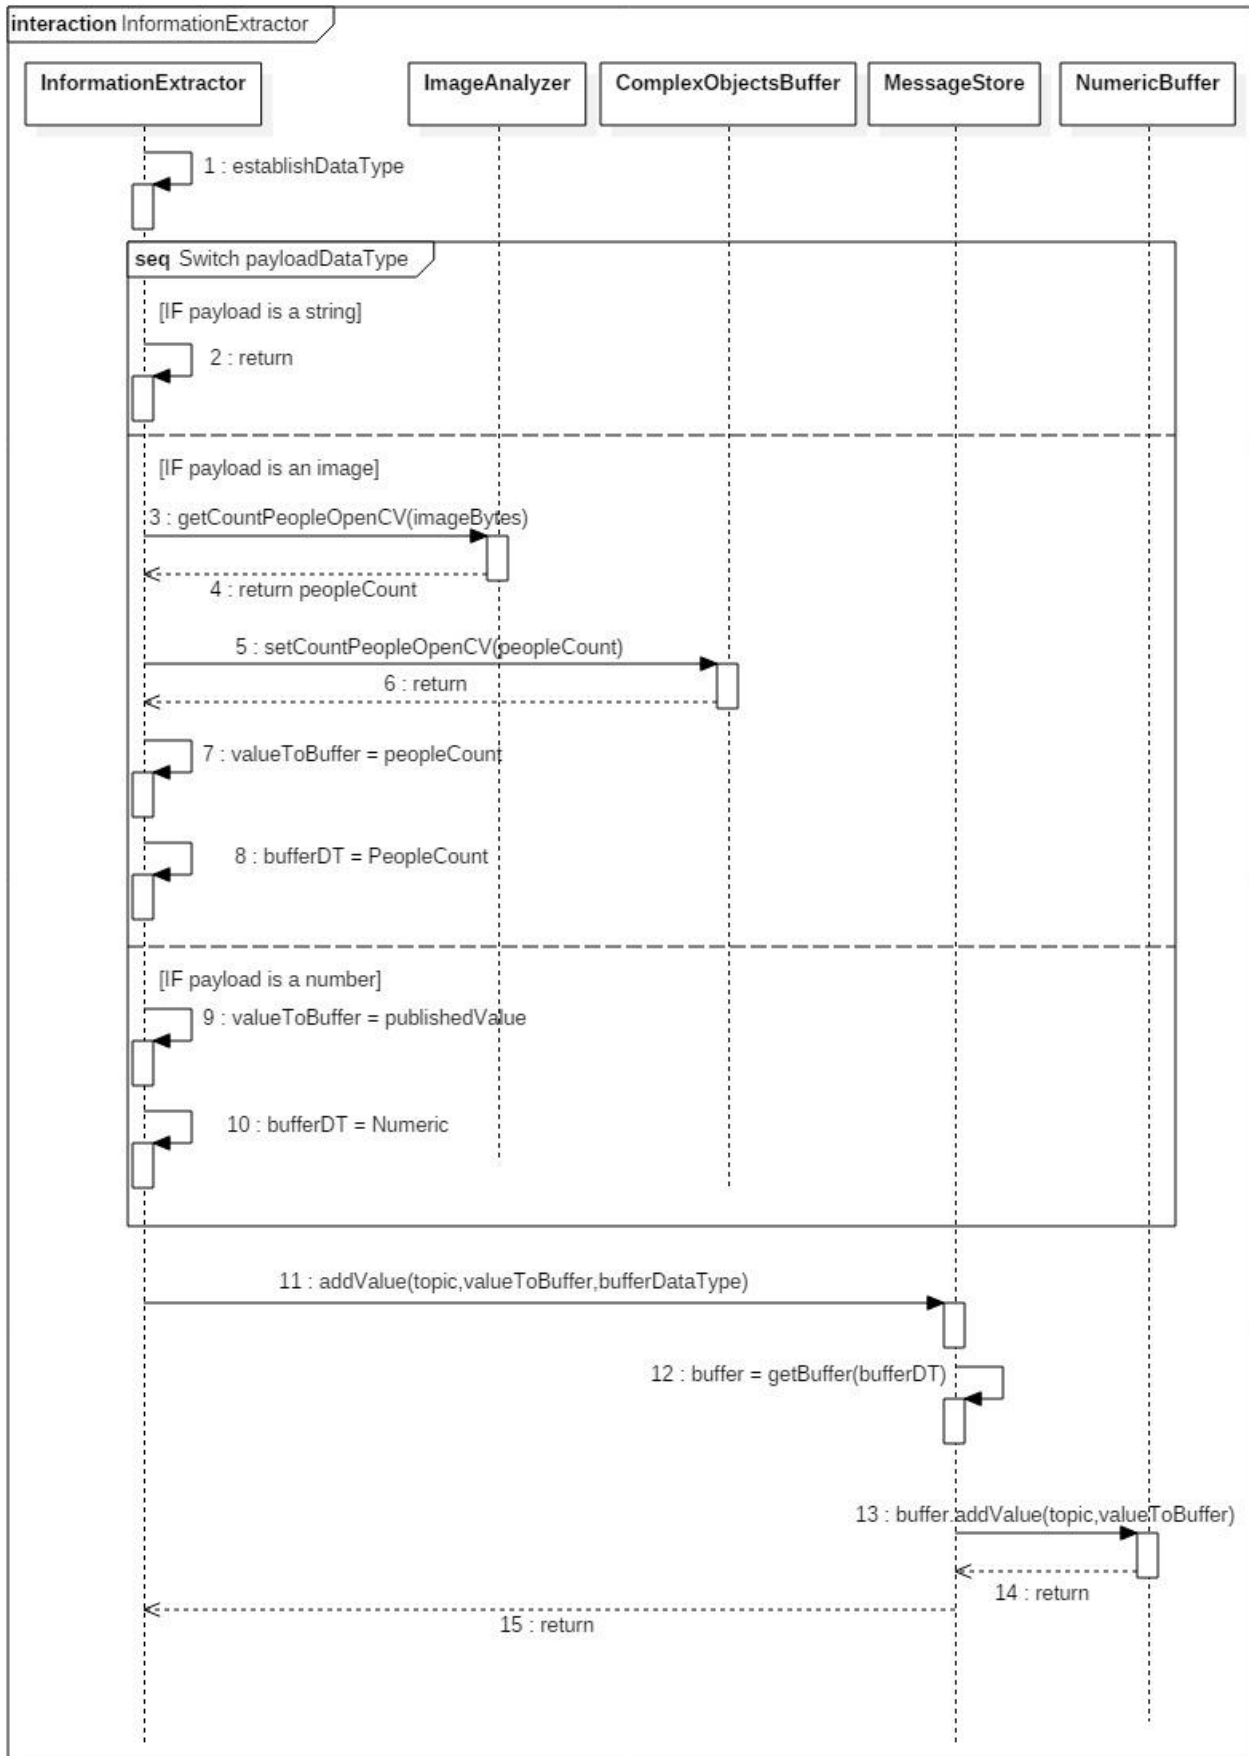 interaction InformationExtractor
InformationExtractor
ImageAnalyzer
ComplexObjectsBuffer
MessageStore
NumericBuffer
1 : establishDataType
seq Switch payloadDataType
[IF payload is a string]
2 : return
[IF payload is an image]
3 : getCountPeopleOpenCV(imageBytes)
4 : return peopleCount
5 : setCountPeopleOpenCV(peopleCount)
6 : return
7 : valueToBuffer = peopleCount
8 : bufferDT = PeopleCount
[IF payload is a number]
9 : valueToBuffer = publishedValue
10 : bufferDT = Numeric
11 : addValue(topic,valueToBuffer,bufferDataType)
12 : buffer = getBuffer(bufferDT)
13 : buffer.addValue(topic,valueToBuffer)
14 : return
15 : return